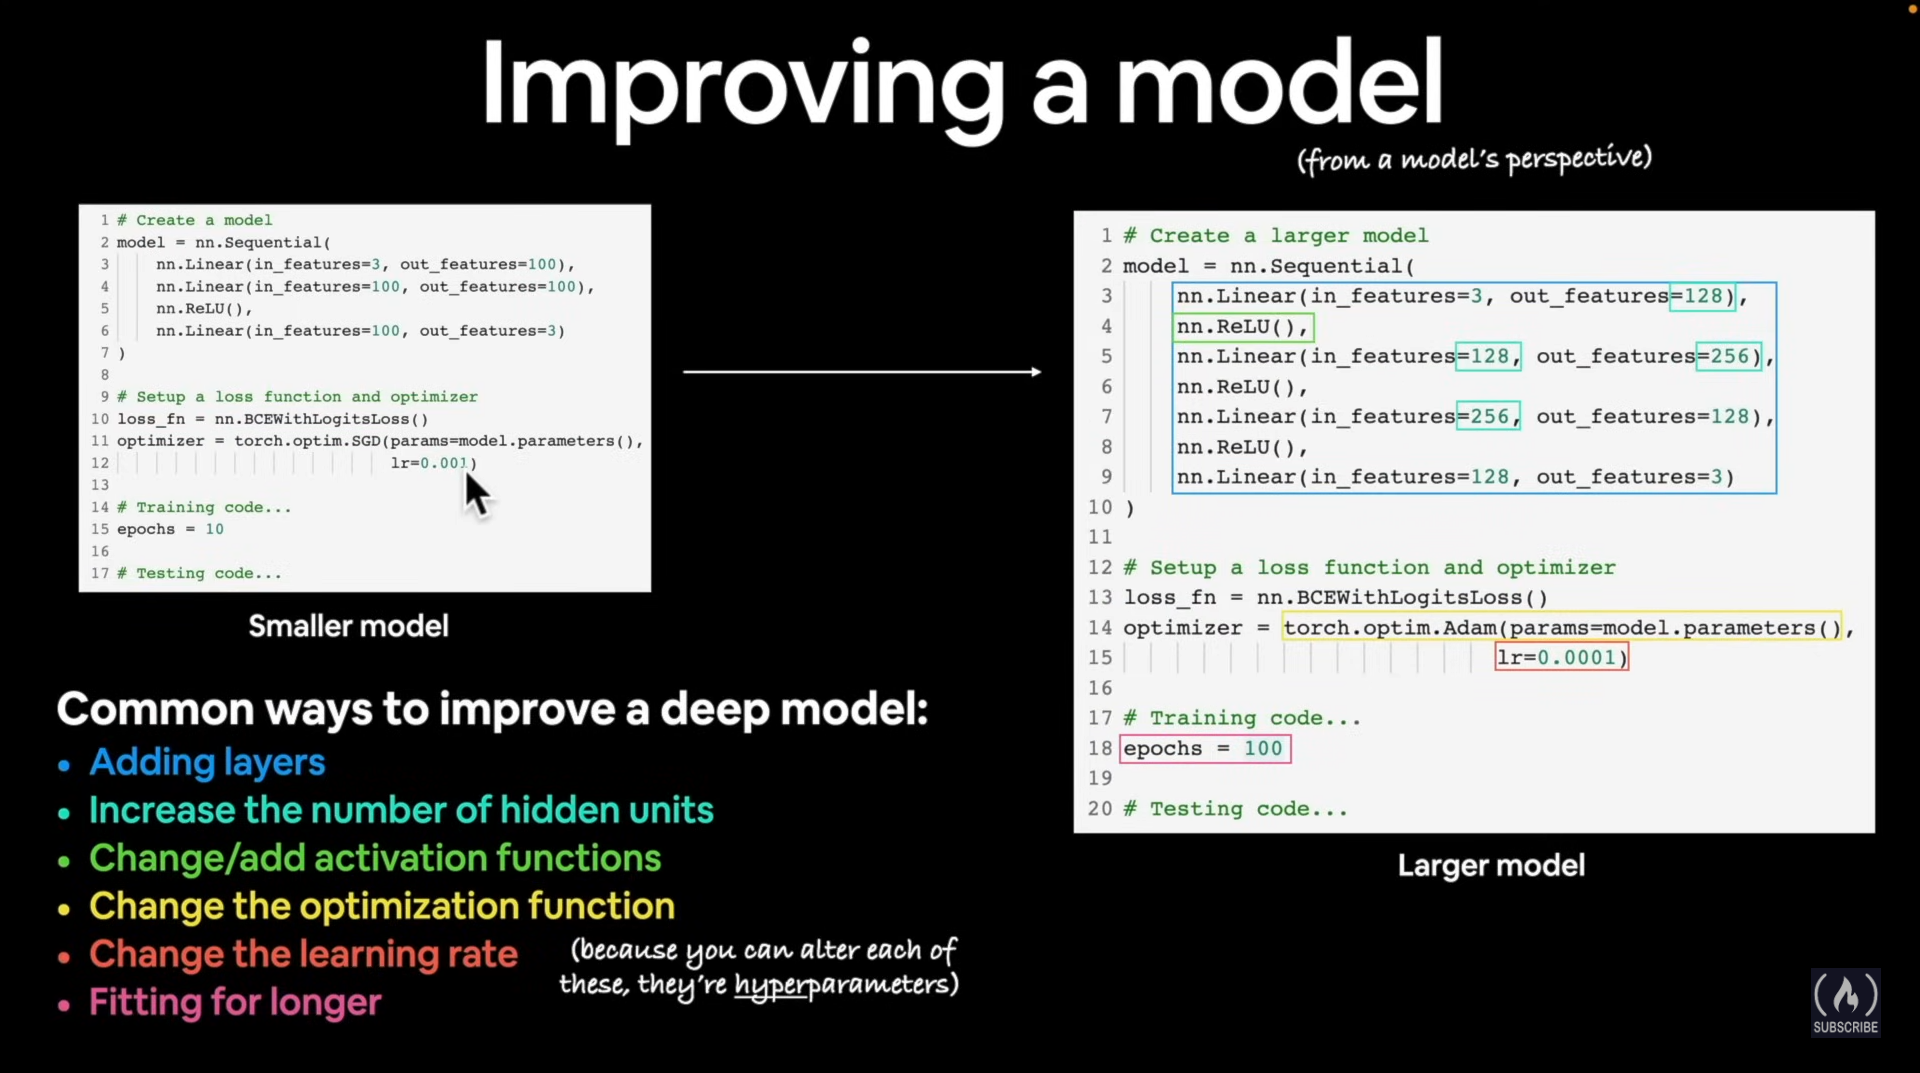 Improving a model
(from a model's perspective)
1 # Create a model
2 model = nn.Sequential(
3 nn.Linear(in_features=3, out_features=100),
4 nn.Linear(in_features=100, out_features=100),
5 nn.ReLU(),
6 nn.Linear(in_features=100, out_features=3)
7 )
8
9 # Setup a loss function and optimizer
10 loss_fn = nn.BCEWithLogitsLoss()
11 optimizer = torch.optim.SGD(params=model.parameters(),
12 lr=0.001)
13
14 # Training code...
15 epochs = 10
16
17 # Testing code...
Smaller model
1 # Create a larger model
2 model = nn.Sequential(
3 nn.Linear(in_features=3, out_features=128),
4 nn.ReLU(),
5 nn.Linear(in_features=128, out_features=256),
6 nn.ReLU(),
7 nn.Linear(in_features=256, out_features=128),
8 nn.ReLU(),
9 nn.Linear(in_features=128, out_features=3)
10 )
11
12 # Setup a loss function and optimizer
13 loss_fn = nn.BCEWithLogitsLoss()
14 optimizer = torch.optim.Adam(params=model.parameters(),
15 lr=0.0001)
16
17 # Training code...
18 epochs = 100
19
20 # Testing code...
Larger model
Common ways to improve a deep model:
• Adding layers
• Increase the number of hidden units
• Change/add activation functions
• Change the optimization function
• Change the learning rate
• Fitting for longer
(because you can alter each of
these, they're hyperparameters)
SUBSCRIBE